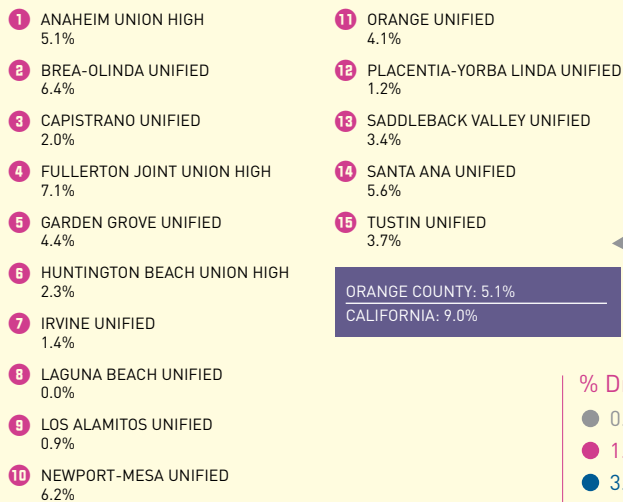 1 ANAHEIM UNION HIGH
5.1%
2 BREA-OLINDA UNIFIED
6.4%
3 CAPISTRANO UNIFIED
2.0%
4 FULLERTON JOINT UNION HIGH
7.1%
5 GARDEN GROVE UNIFIED
4.4%
6 HUNTINGTON BEACH UNION HIGH
2.3%
7 IRVINE UNIFIED
1.4%
8 LAGUNA BEACH UNIFIED
0.0%
9 LOS ALAMITOS UNIFIED
0.9%
10 NEWPORT-MESA UNIFIED
6.2%
11 ORANGE UNIFIED
4.1%
12 PLACENTIA-YORBA LINDA UNIFIED
1.2%
13 SADDLEBACK VALLEY UNIFIED
3.4%
14 SANTA ANA UNIFIED
5.6%
15 TUSTIN UNIFIED
3.7%
ORANGE COUNTY: 5.1%
CALIFORNIA: 9.0%
% D
0
1
3